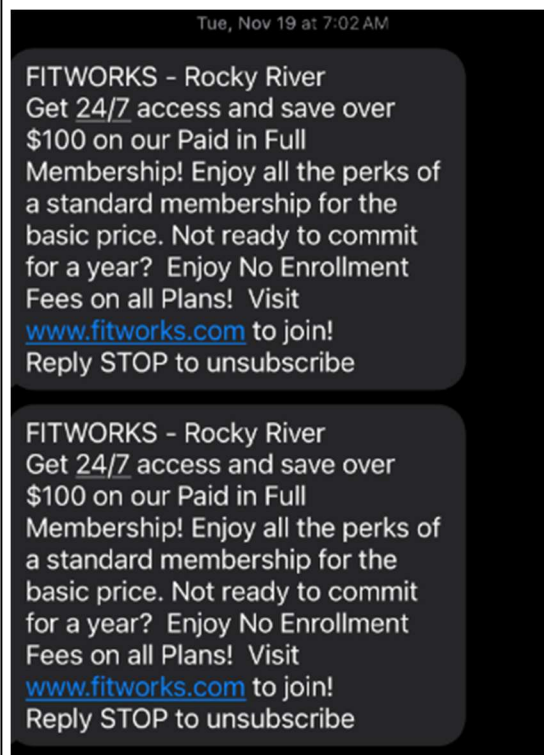 Tue, Nov 19 at 7:02 AM
FITWORKS - Rocky River
Get 24/7 access and save over
$100 on our Paid in Full
Membership! Enjoy all the perks of
a standard membership for the
basic price. Not ready to commit
for a year?  Enjoy No Enrollment
Fees on all Plans!  Visit
www.fitworks.com to join!
Reply STOP to unsubscribe
FITWORKS - Rocky River
Get 24/7 access and save over
$100 on our Paid in Full
Membership! Enjoy all the perks of
a standard membership for the
basic price. Not ready to commit
for a year?  Enjoy No Enrollment
Fees on all Plans!  Visit
www.fitworks.com to join!
Reply STOP to unsubscribe